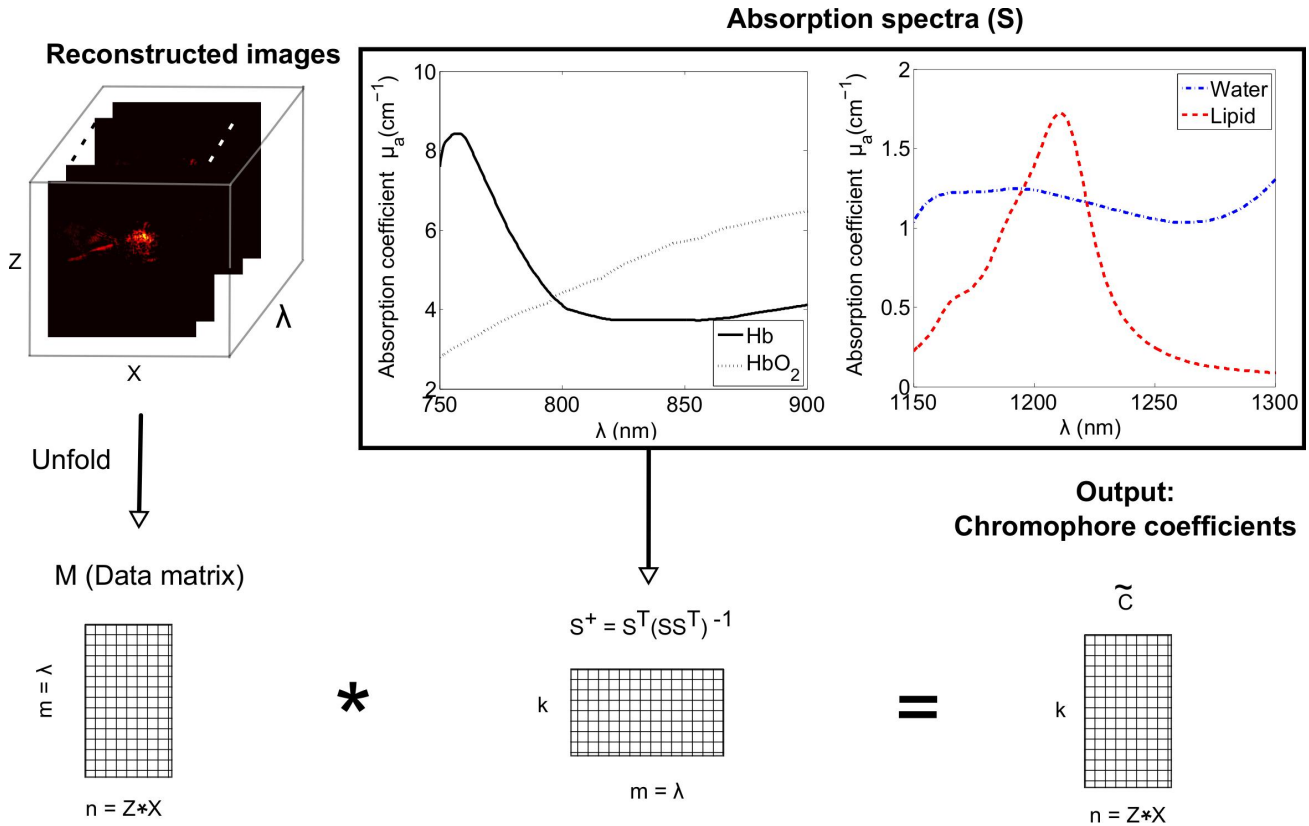 Absorption spectra (S)
Reconstructed images
Z
X
λ
Absorption coefficient μa(cm−1)
10
8
6
4
2
750
800
850
900
λ (nm)
Hb
HbO2
Absorption coefficient μa(cm−1)
2
1.5
1
0.5
0
1150
1200
1250
1300
λ (nm)
Water
Lipid
Unfold
Output:
Chromophore coefficients
M (Data matrix)
m = λ
n = Z*X
*
S+ = ST(SST) -1
k
m = λ
=
C̃
k
n = Z*X